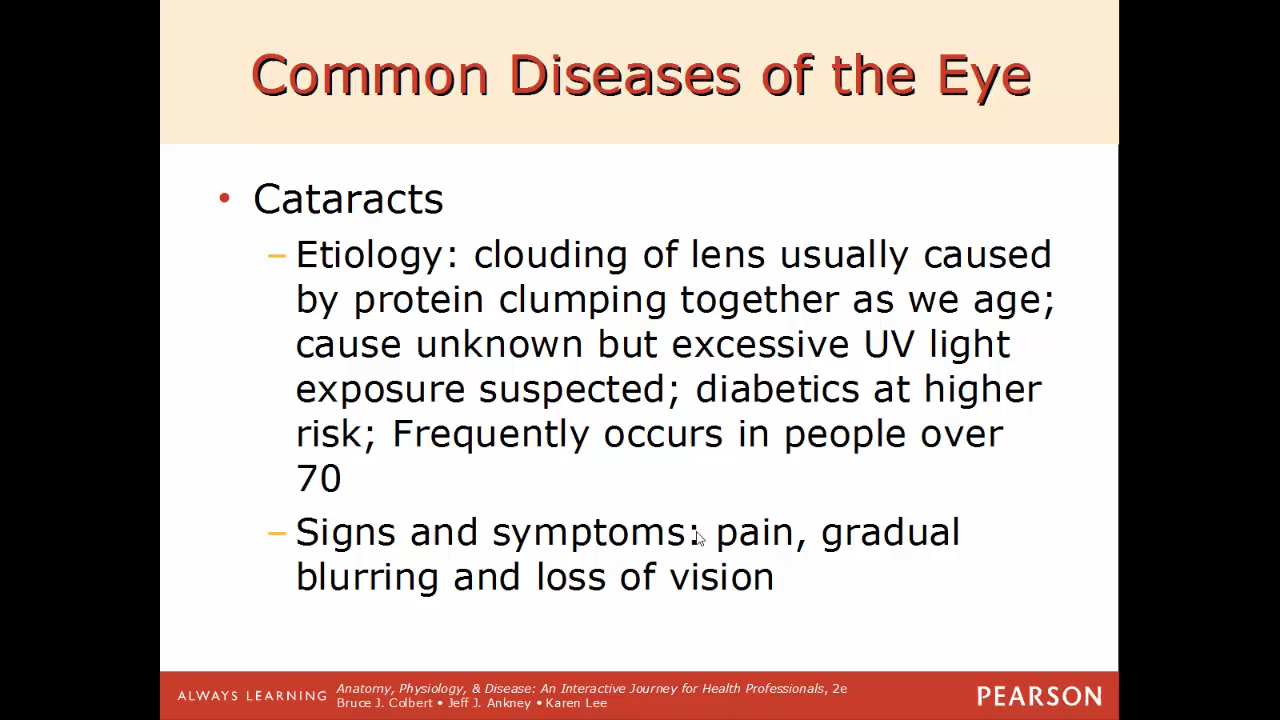 Common Diseases of the Eye
• Cataracts
– Etiology: clouding of lens usually caused
by protein clumping together as we age;
cause unknown but excessive UV light
exposure suspected; diabetics at higher
risk; Frequently occurs in people over
70
– Signs and symptoms: pain, gradual
blurring and loss of vision
ALWAYS LEARNING
Anatomy, Physiology, & Disease: An Interactive Journey for Health Professionals, 2e
Bruce J. Colbert • Jeff J. Ankney • Karen Lee
PEARSON